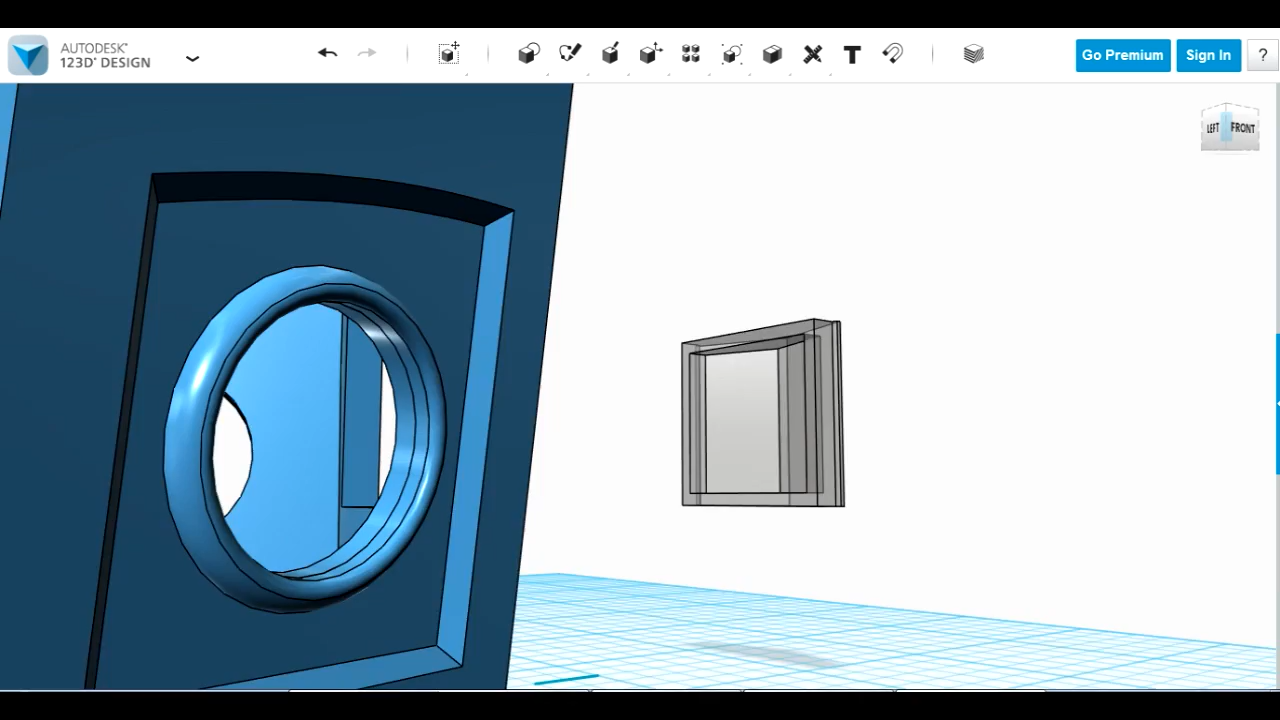 AUTODESK®
123D® DESIGN
T
Go Premium
Sign In
?
LEFT
FRONT